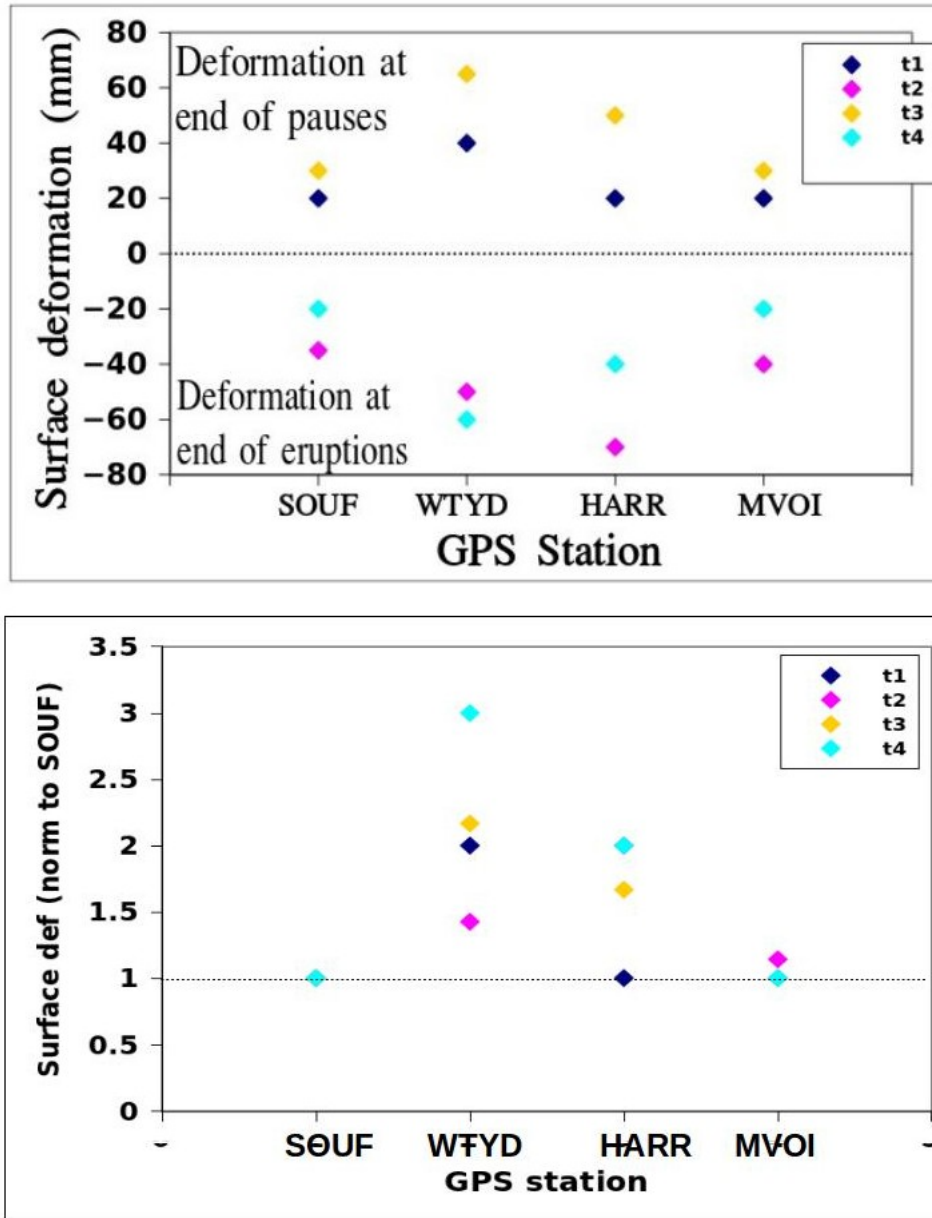 80
60
40
20
0
−20
−40
−60
−80
Surface deformation (mm)
Deformation at
end of pauses
Deformation at
end of eruptions
t1
t2
t3
t4
SOUF WTYD HARR MVOI
GPS Station
3.5
3
2.5
2
1.5
1
0.5
0
Surface def (norm to SOUF)
t1
t2
t3
t4
SOUF WTYD HARR MVOI
GPS station